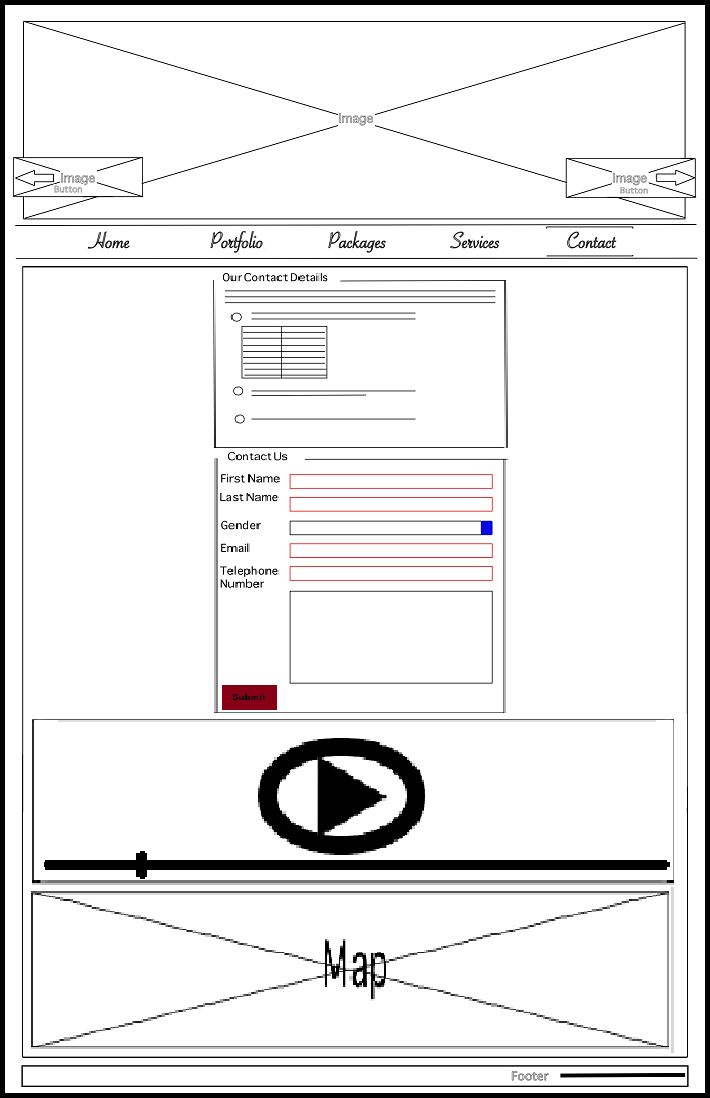 Image
Image
Button
Image
Button
Home Portfolio Packages Services Contact
Our Contact Details
Contact Us
First Name
Last Name
Gender
Email
Telephone
Number
Submit
Map
Footer